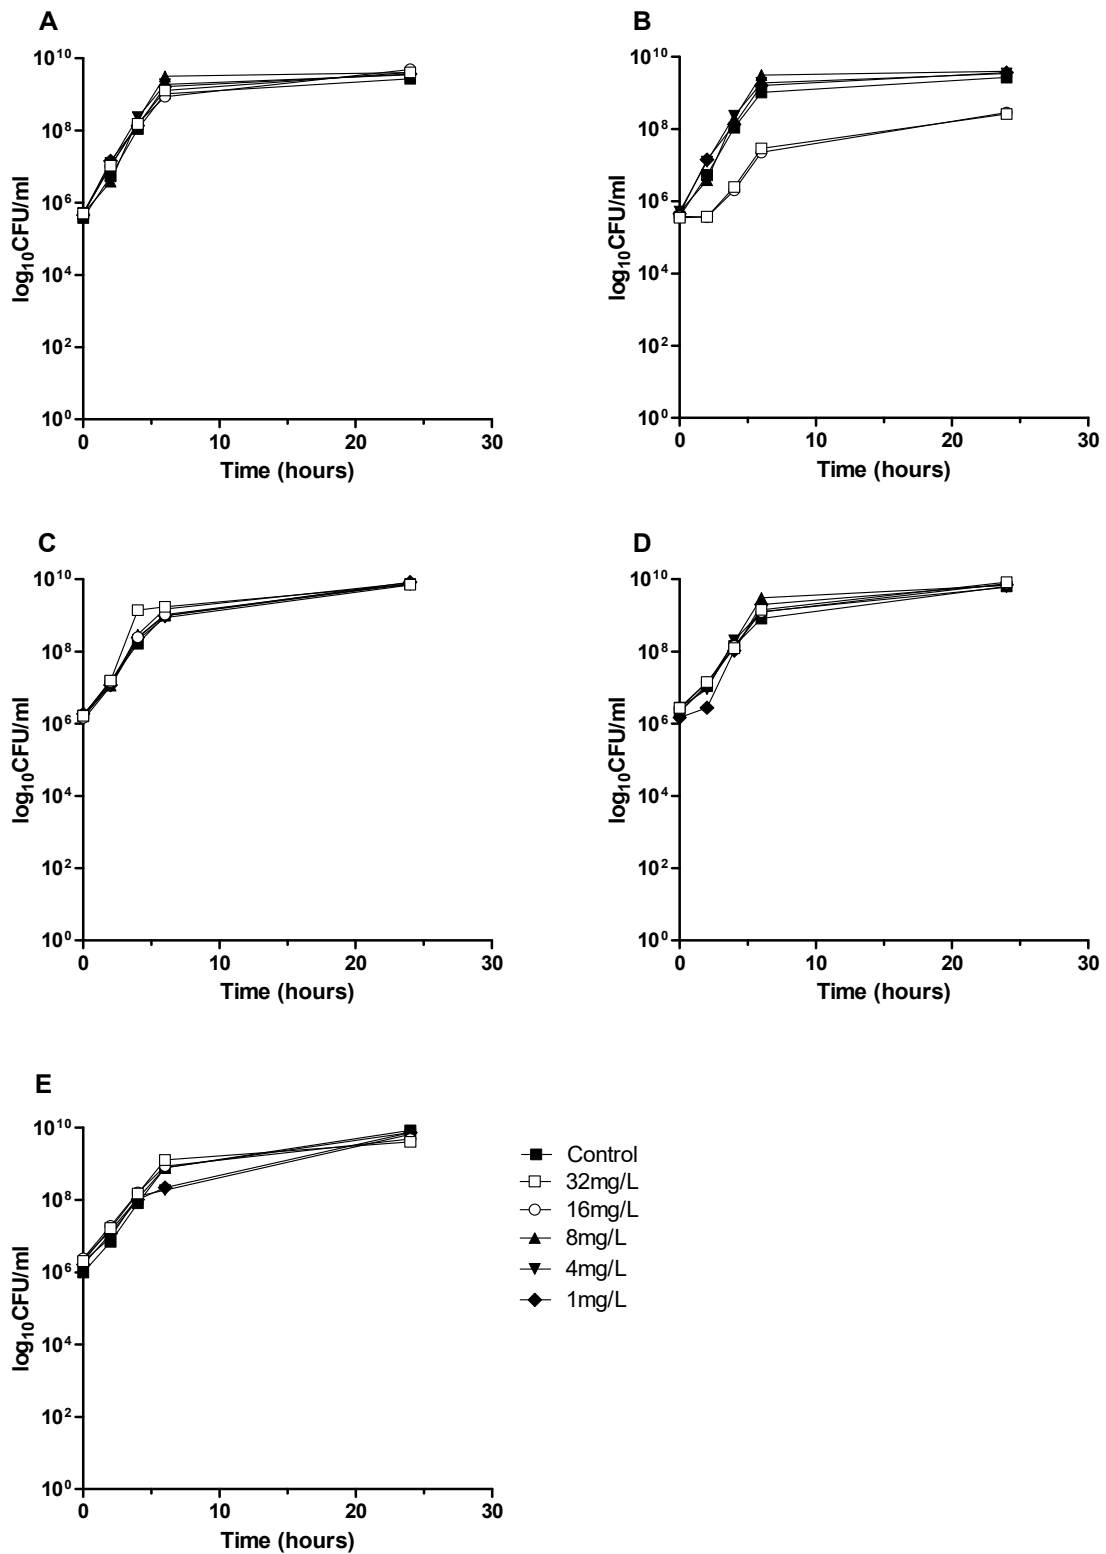 A
10¹⁰
10⁸
10⁶
10⁴
10²
10⁰
log₁₀CFU/ml
0 10 20 30
Time (hours)
B
10¹⁰
10⁸
10⁶
10⁴
10²
10⁰
log₁₀CFU/ml
0 10 20 30
Time (hours)
C
10¹⁰
10⁸
10⁶
10⁴
10²
10⁰
log₁₀CFU/ml
0 10 20 30
Time (hours)
D
10¹⁰
10⁸
10⁶
10⁴
10²
10⁰
log₁₀CFU/ml
0 10 20 30
Time (hours)
E
10¹⁰
10⁸
10⁶
10⁴
10²
10⁰
log₁₀CFU/ml
0 10 20 30
Time (hours)
Control
32mg/L
16mg/L
8mg/L
4mg/L
1mg/L